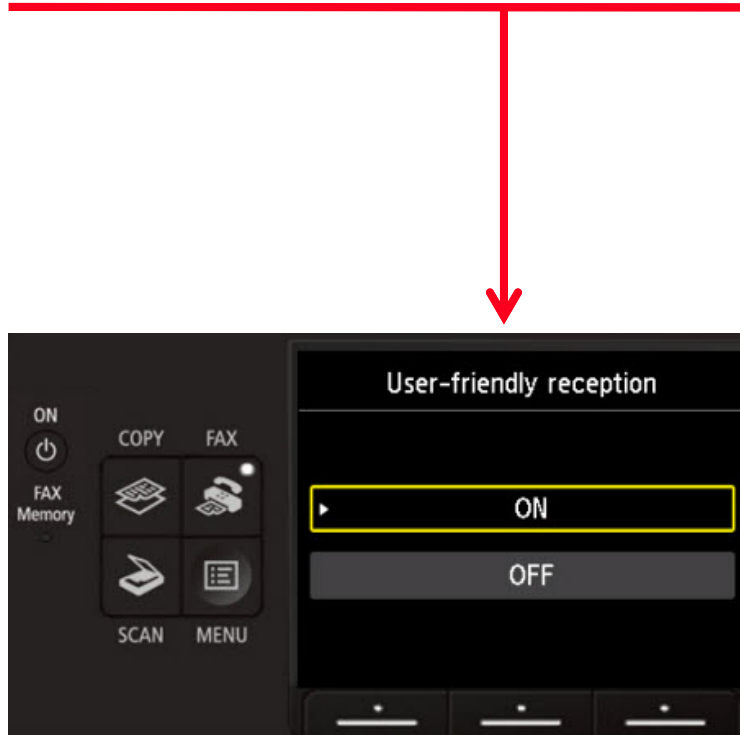 User-friendly reception
ON
COPY FAX
FAX
Memory
ON
OFF
SCAN MENU